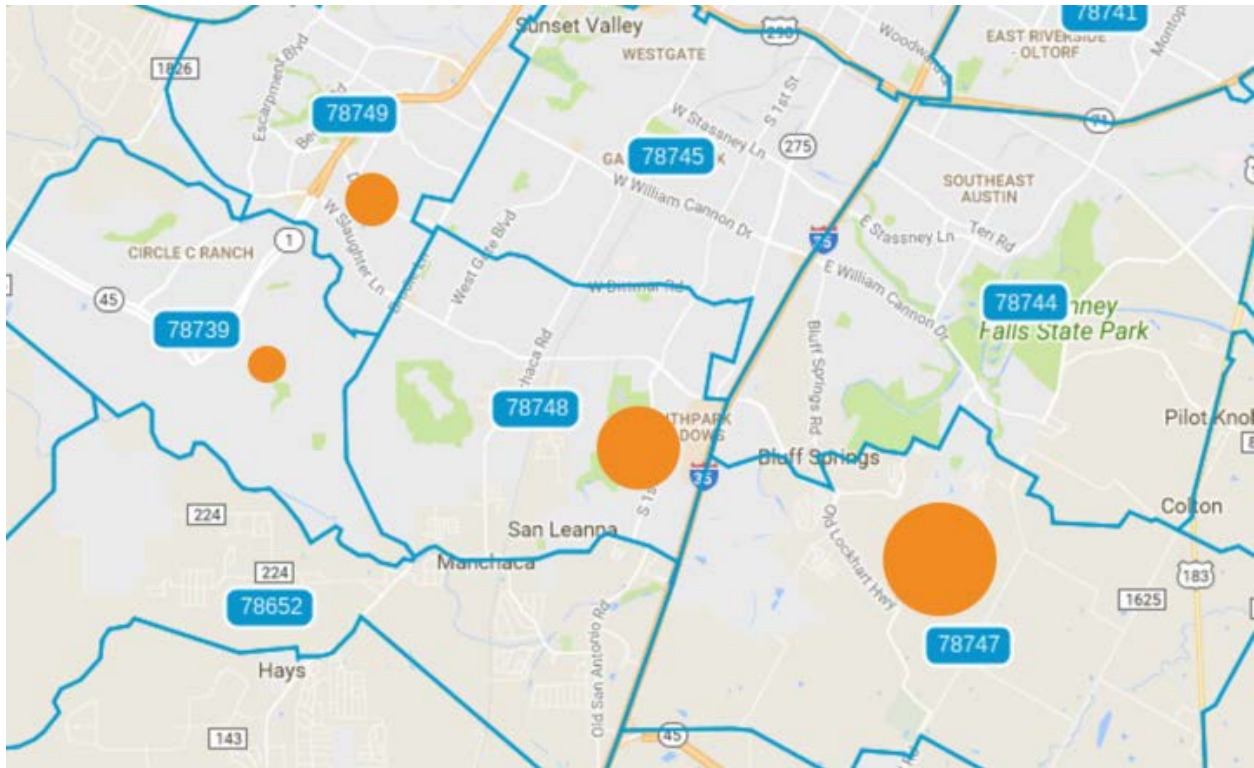 Sunset Valley
290
78741
WESTGATE
Woodward
EAST RIVERSIDE
- OLTORF
1826
Escarpment Blvd
78749
S 1st St
71
W Stassney Ln
275
78745
W William Cannon Dr
SOUTHEAST
AUSTIN
W Slaughter Ln
West Gate Blvd
CIRCLE C RANCH
1
35
E Stassney Ln
Teri Rd
E William Cannon Dr
W Dittmar Rd
45
78739
78744
Falls State Park
Bluff Springs Rd
78748
Pilot
Bluff Springs
35
224
San Leanna
Old Lockhart Hwy
Colton
Manchaca
224
183
78652
1625
Old San Antonio Rd
78747
Hays
143
45